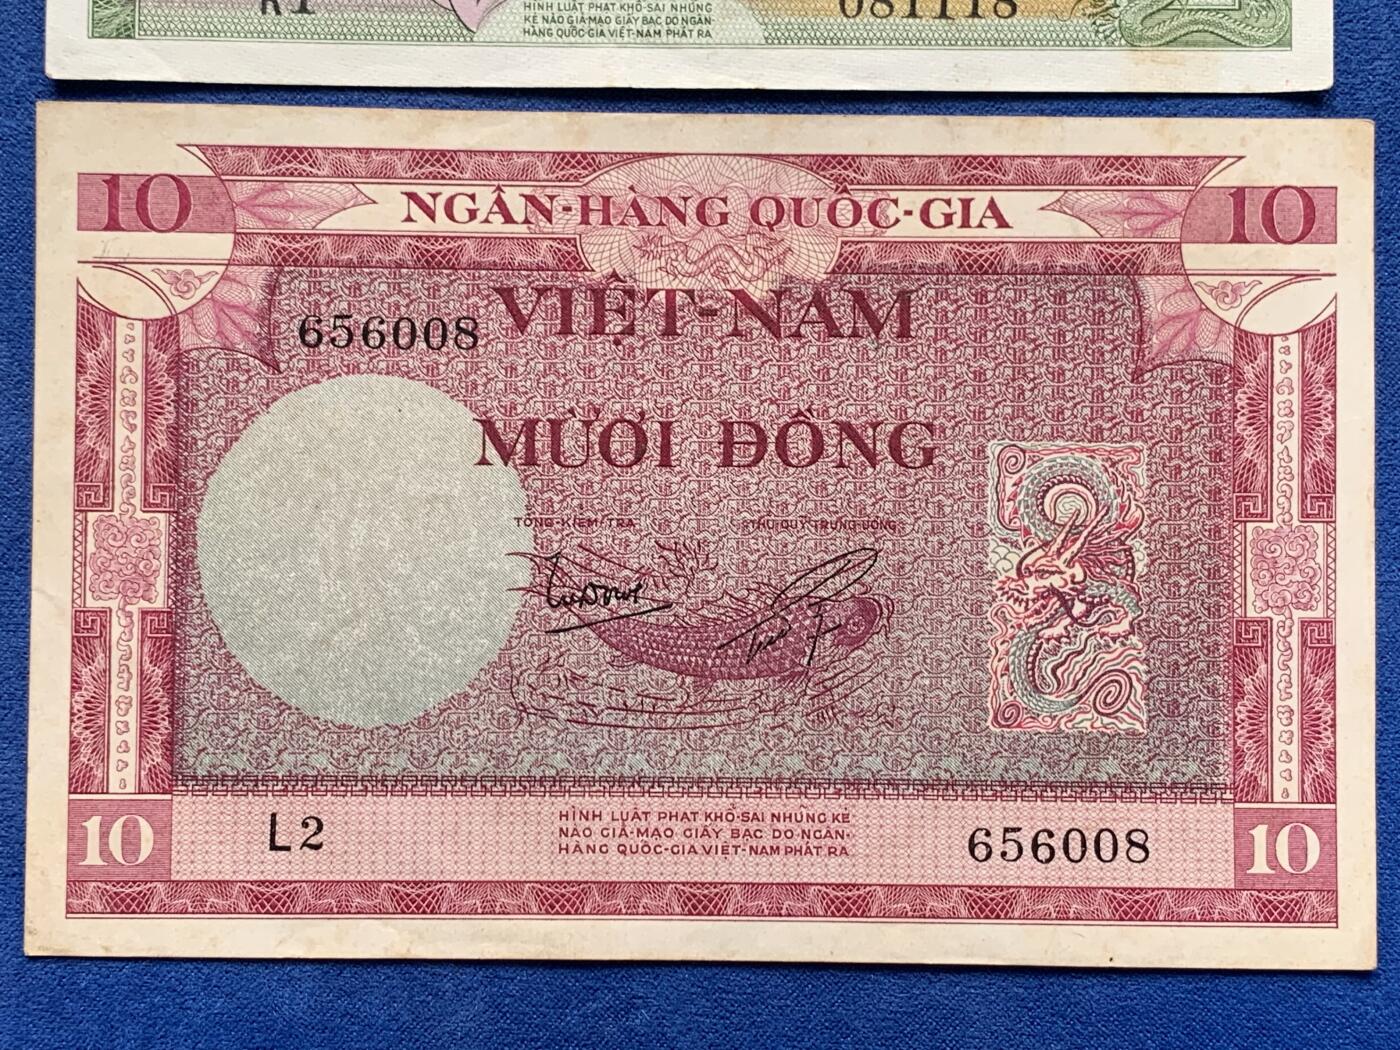 081118
HÌNH LUẬT PHẠT KHỔ-SAI NHỮNG
KẺ NÀO GIẢ-MẠO GIẤY BẠC DO NGÂN-
HÀNG QUỐC-GIA VIỆT-NAM PHÁT RA
10 NGÂN-HÀNG QUỐC-GIA 10
VIỆT-NAM
656008
MƯỜI ĐỒNG
TỔNG-KIỂM-TRA THỦ-QUỸ TRUNG-ƯƠNG
10 L2 HÌNH LUẬT PHẠT KHỔ-SAI NHỮNG KẺ
NÀO GIẢ-MẠO GIẤY BẠC DO NGÂN-
HÀNG QUỐC-GIA VIỆT-NAM PHÁT RA
656008 10